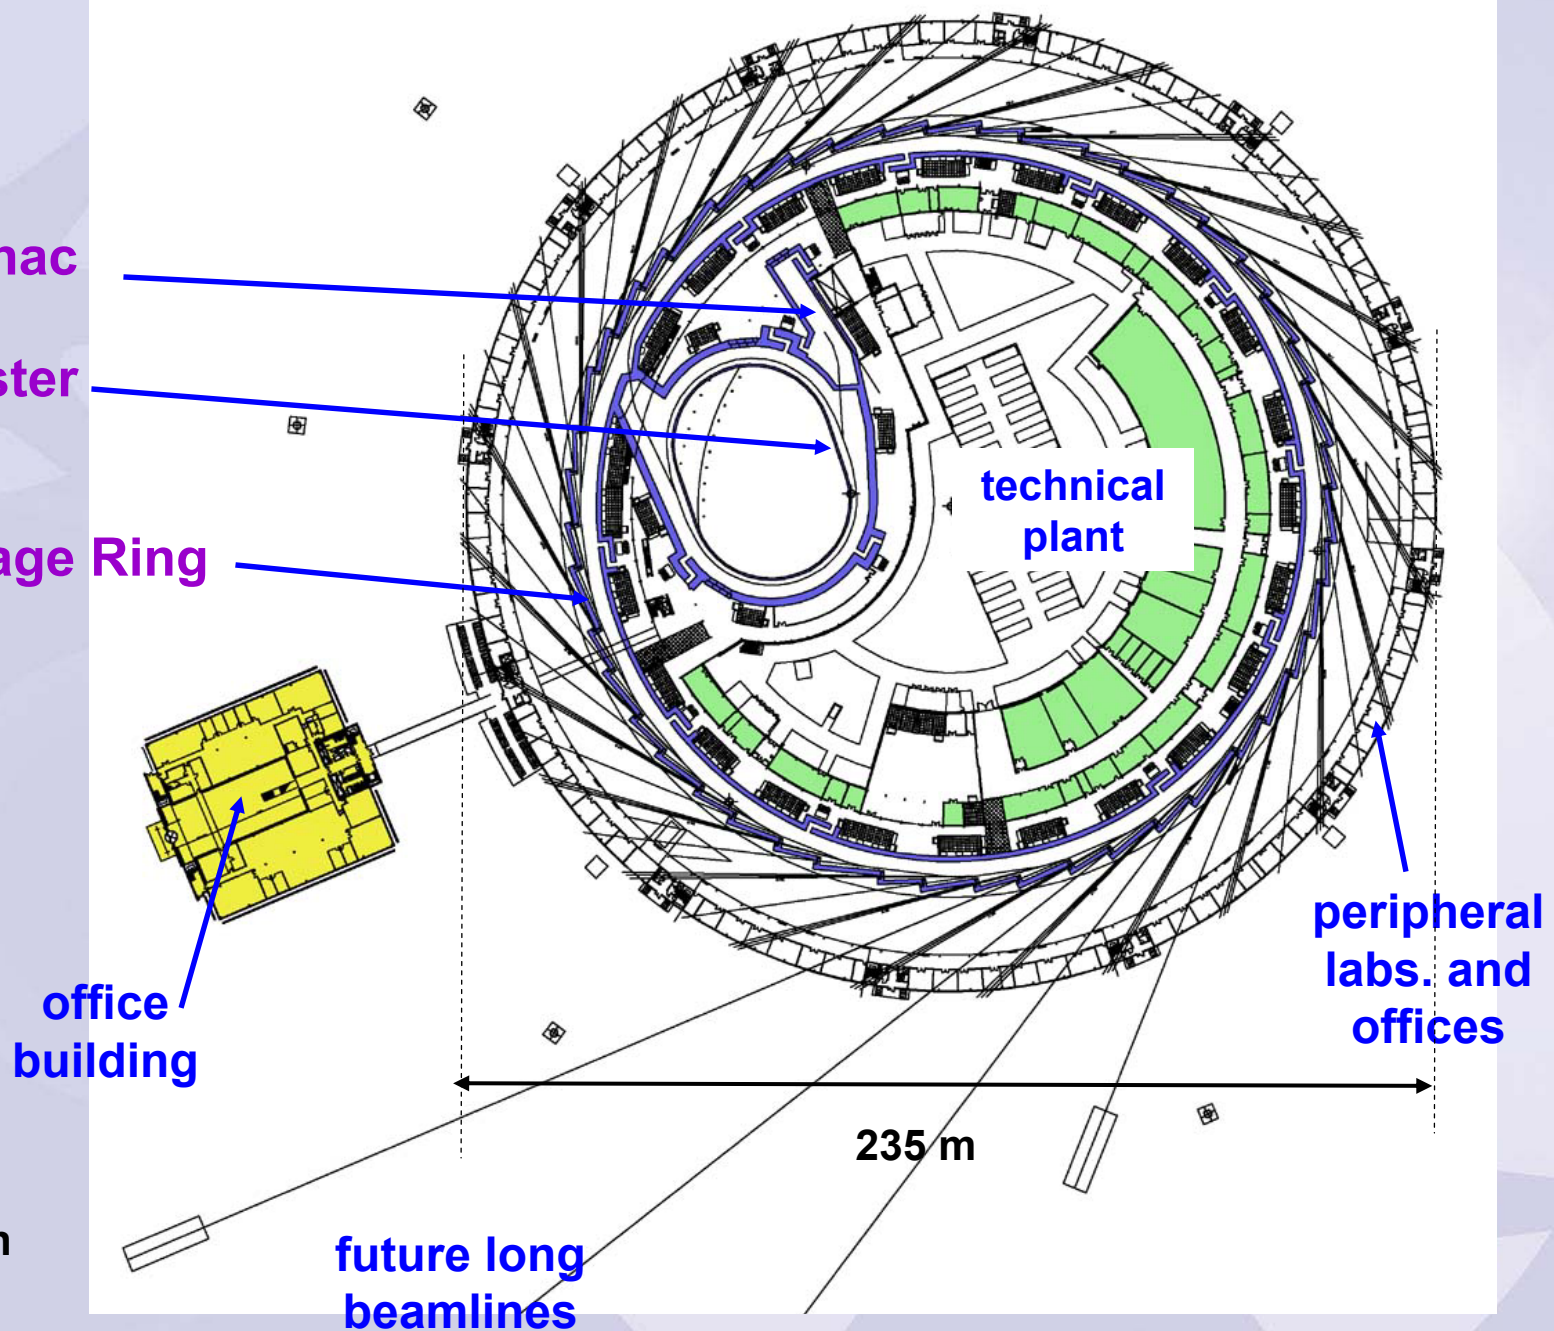 nac
ster
age Ring
technical
plant
office
building
peripheral
labs. and
offices
235 m
future long
beamlines